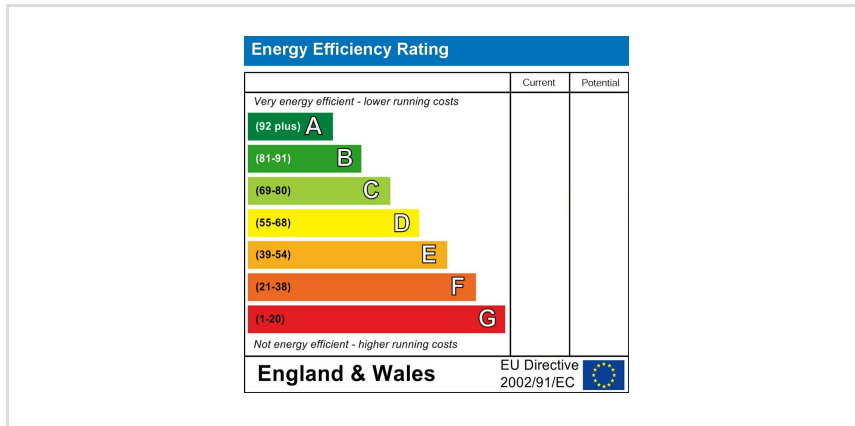 Energy Efficiency Rating
Current Potential
Very energy efficient - lower running costs
(92 plus) A
(81-91) B
(69-80) C
(55-68) D
(39-54) E
(21-38) F
(1-20) G
Not energy efficient - higher running costs
England & Wales
EU Directive
2002/91/EC